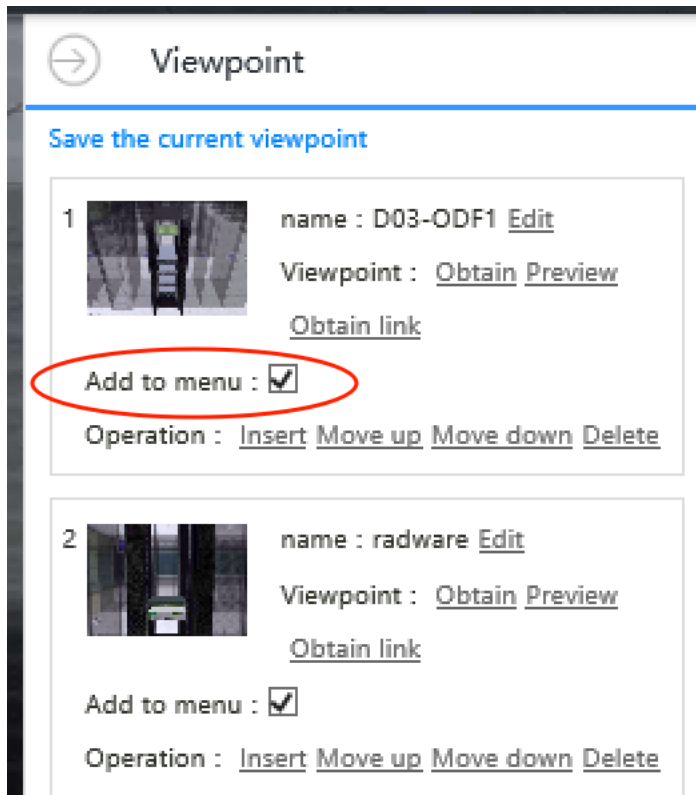 Viewpoint
Save the current viewpoint
1
name : D03-ODF1 Edit
Viewpoint : Obtain Preview
Obtain link
Add to menu :
Operation : Insert Move up Move down Delete
2
name : radware Edit
Viewpoint : Obtain Preview
Obtain link
Add to menu :
Operation : Insert Move up Move down Delete